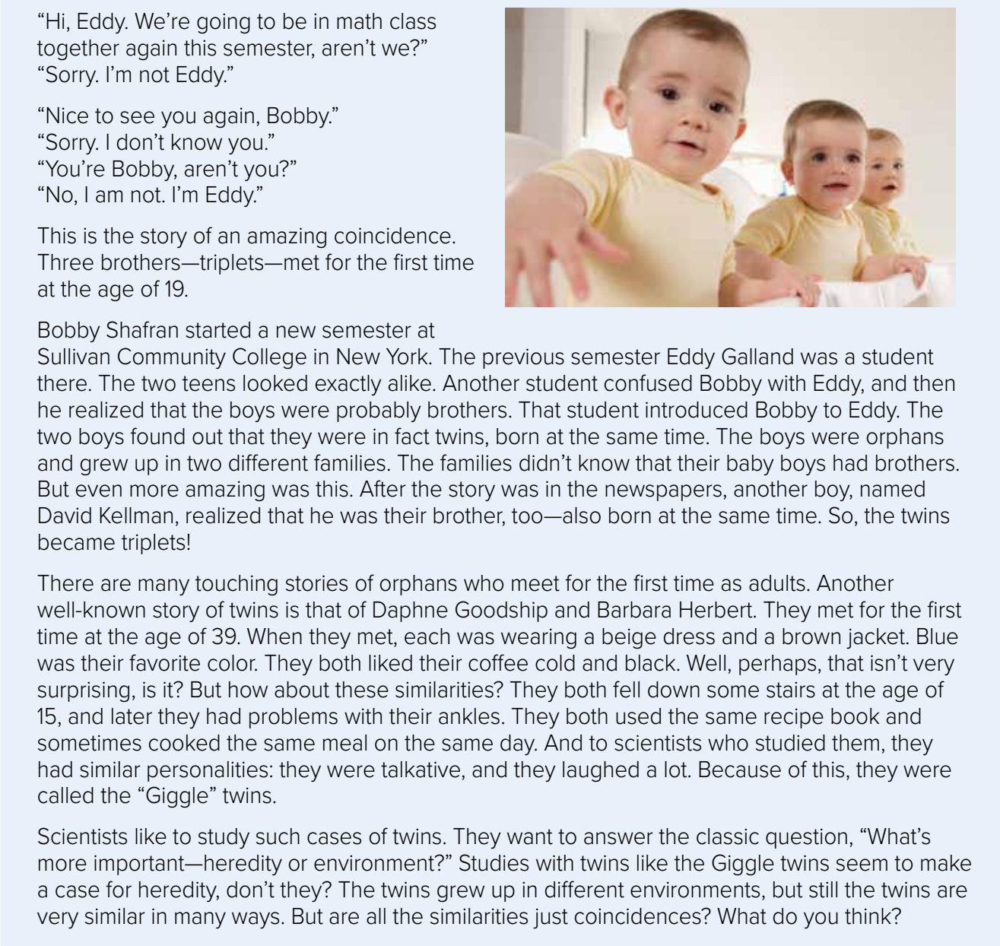 “Hi, Eddy. We’re going to be in math class
together again this semester, aren’t we?”
“Sorry. I’m not Eddy.”
“Nice to see you again, Bobby.”
“Sorry. I don’t know you.”
“You’re Bobby, aren’t you?”
“No, I am not. I’m Eddy.”
This is the story of an amazing coincidence.
Three brothers—triplets—met for the first time
at the age of 19.
Bobby Shafran started a new semester at
Sullivan Community College in New York. The previous semester Eddy Galland was a student
there. The two teens looked exactly alike. Another student confused Bobby with Eddy, and then
he realized that the boys were probably brothers. That student introduced Bobby to Eddy. The
two boys found out that they were in fact twins, born at the same time. The boys were orphans
and grew up in two different families. The families didn’t know that their baby boys had brothers.
But even more amazing was this. After the story was in the newspapers, another boy, named
David Kellman, realized that he was their brother, too—also born at the same time. So, the twins
became triplets!
There are many touching stories of orphans who meet for the first time as adults. Another
well-known story of twins is that of Daphne Goodship and Barbara Herbert. They met for the first
time at the age of 39. When they met, each was wearing a beige dress and a brown jacket. Blue
was their favorite color. They both liked their coffee cold and black. Well, perhaps, that isn’t very
surprising, is it? But how about these similarities? They both fell down some stairs at the age of
15, and later they had problems with their ankles. They both used the same recipe book and
sometimes cooked the same meal on the same day. And to scientists who studied them, they
had similar personalities: they were talkative, and they laughed a lot. Because of this, they were
called the “Giggle” twins.
Scientists like to study such cases of twins. They want to answer the classic question, “What’s
more important—heredity or environment?” Studies with twins like the Giggle twins seem to make
a case for heredity, don’t they? The twins grew up in different environments, but still the twins are
very similar in many ways. But are all the similarities just coincidences? What do you think?